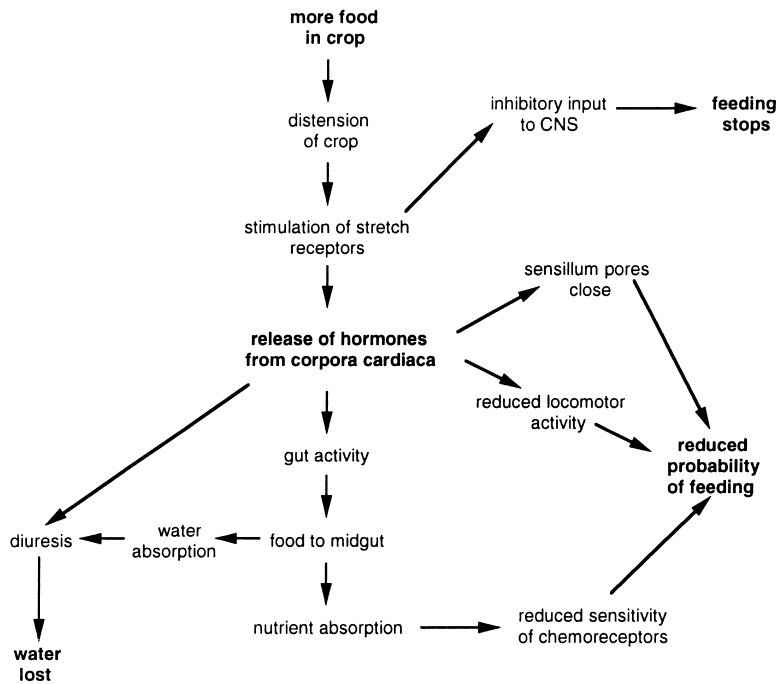 more food
in crop
distension
of crop
inhibitory input
to CNS
feeding
stops
stimulation of stretch
receptors
sensillum pores
close
release of hormones
from corpora cardiaca
reduced locomotor
activity
reduced
probability
of feeding
gut activity
diuresis
water
absorption
food to midgut
nutrient absorption
reduced sensitivity
of chemoreceptors
water
lost